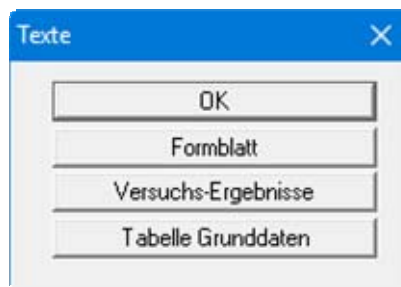 Texte
OK
Formblatt
Versuchs-Ergebnisse
Tabelle Grunddaten